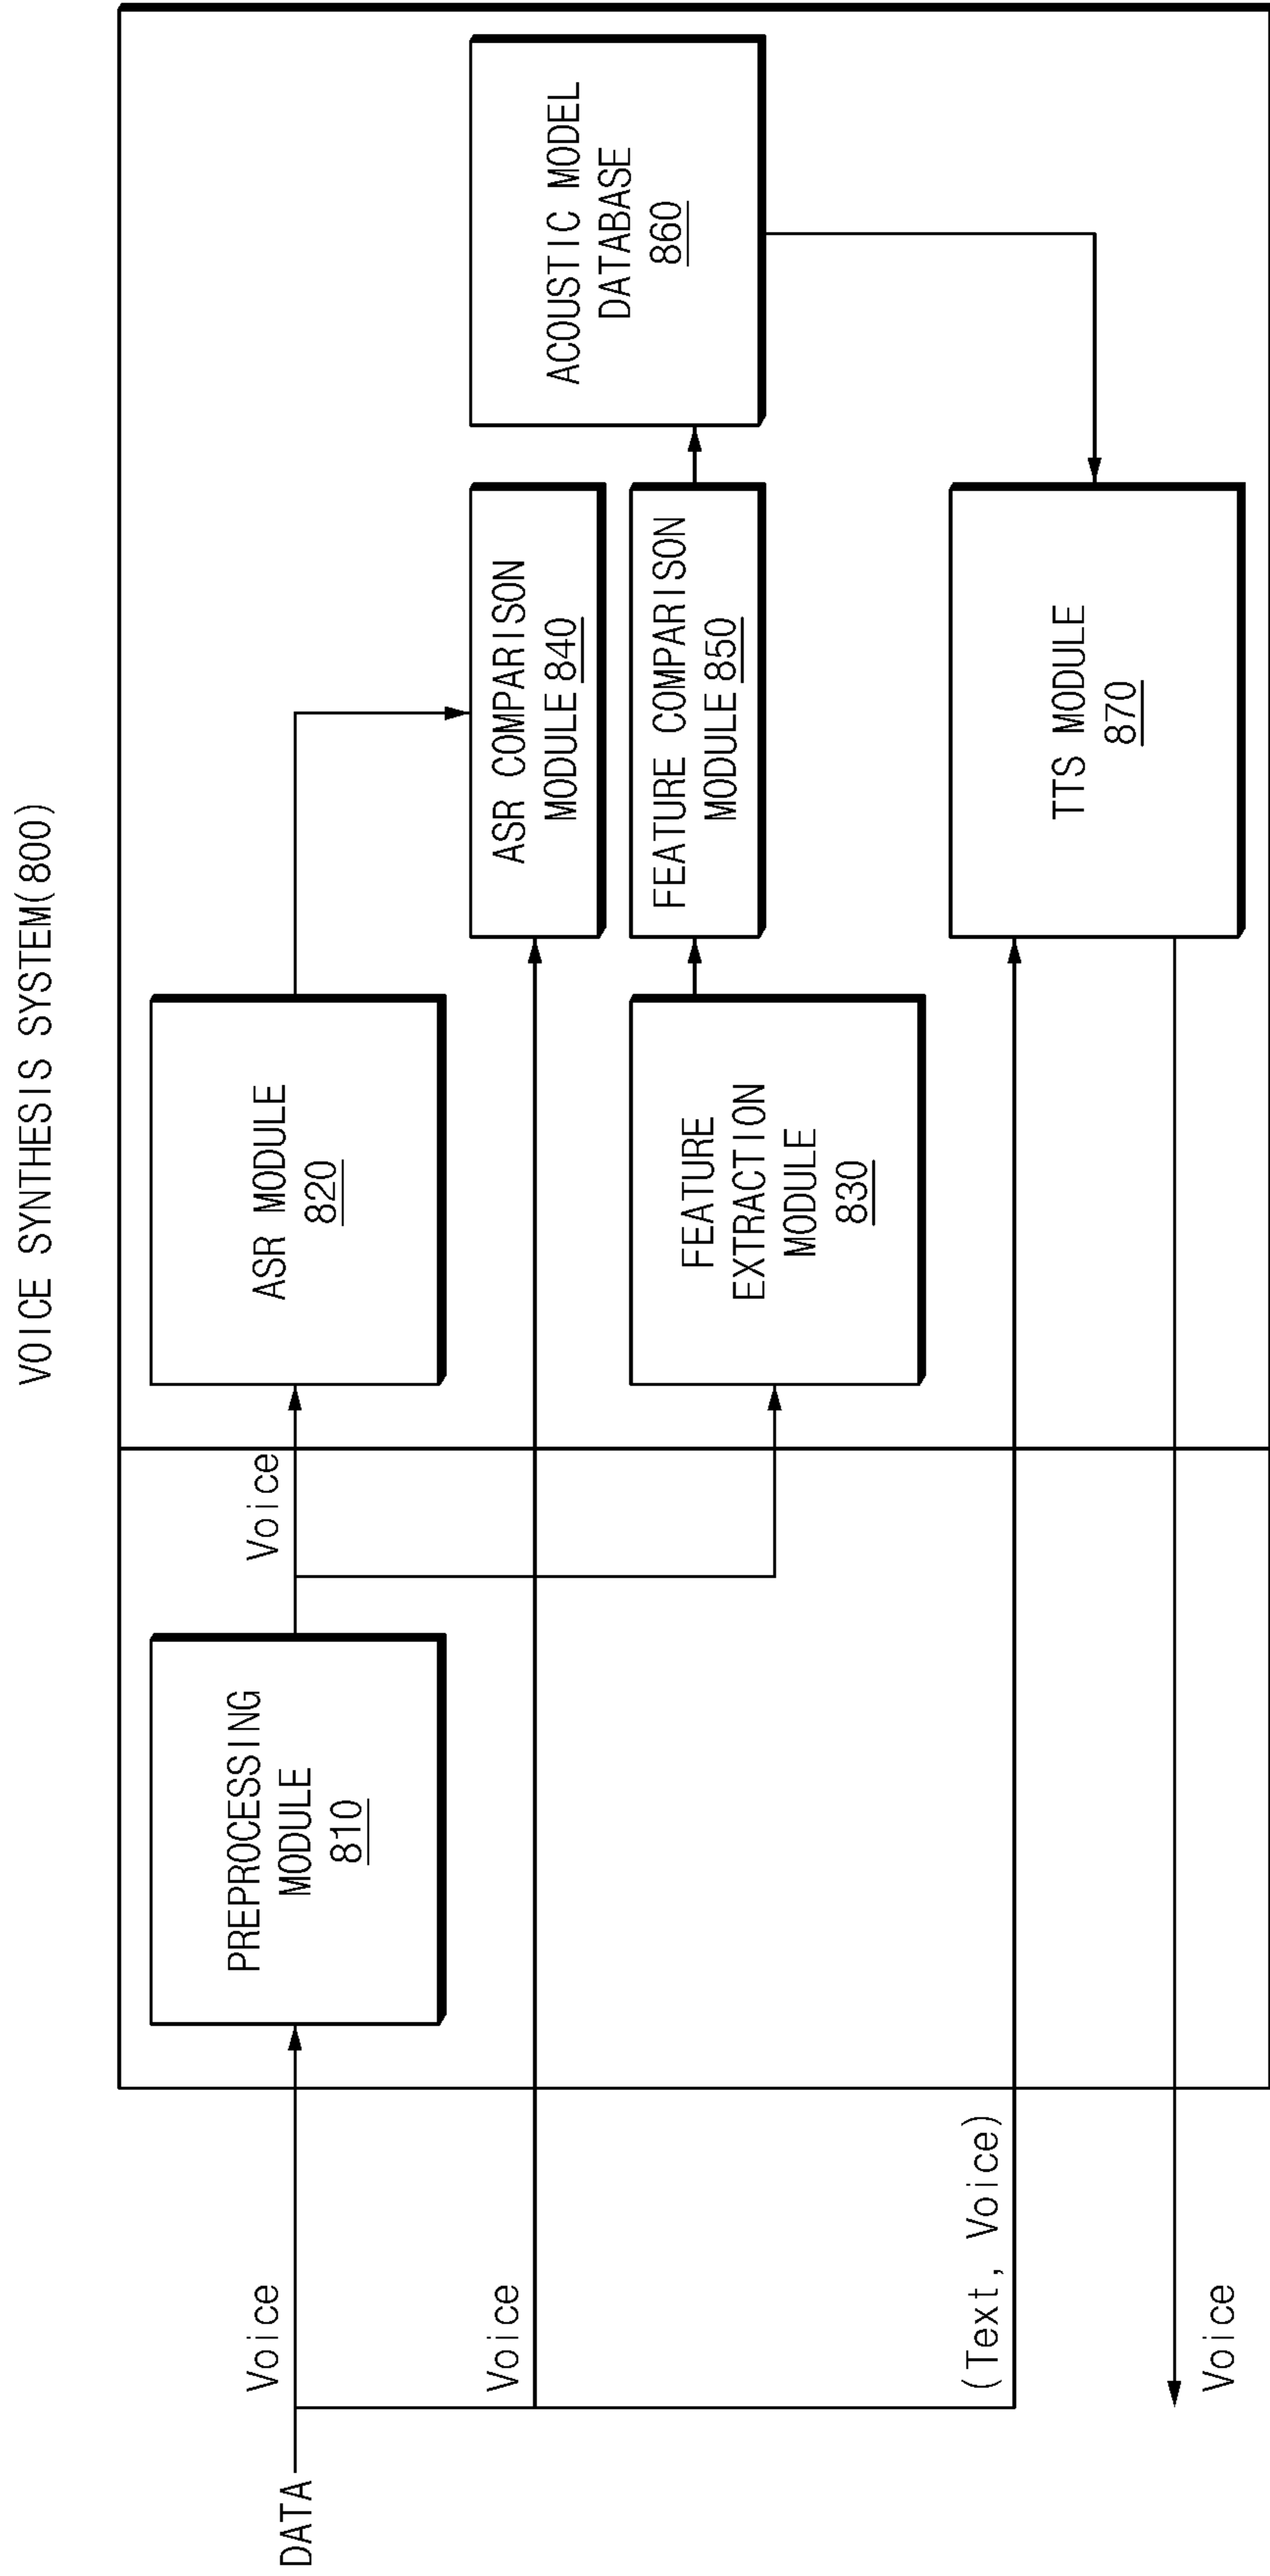 VOICE SYNTHESIS SYSTEM(800)
DATA
Voice
PREPROCESSING
MODULE
810
Voice
ASR MODULE
820
Voice
ASR COMPARISON
MODULE 840
FEATURE
EXTRACTION
MODULE
830
FEATURE COMPARISON
MODULE 850
ACOUSTIC MODEL
DATABASE
860
(Text, Voice)
TTS MODULE
870
Voice